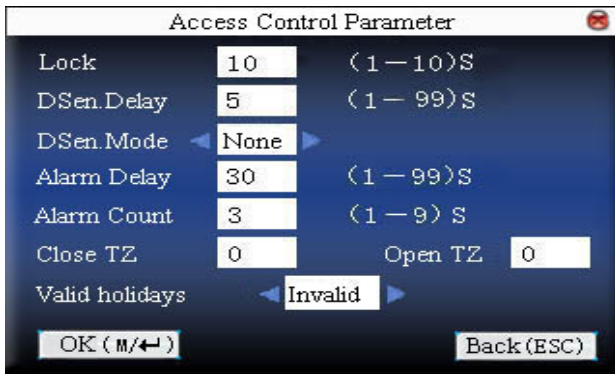 Access Control Parameter
Lock 10 (1—10)S
DSen.Delay 5 (1— 99)S
DSen.Mode None
Alarm Delay 30 (1—99)S
Alarm Count 3 (1—9) S
Close TZ 0 Open TZ 0
Valid holidays Invalid
OK(M/↵) Back(ESC)